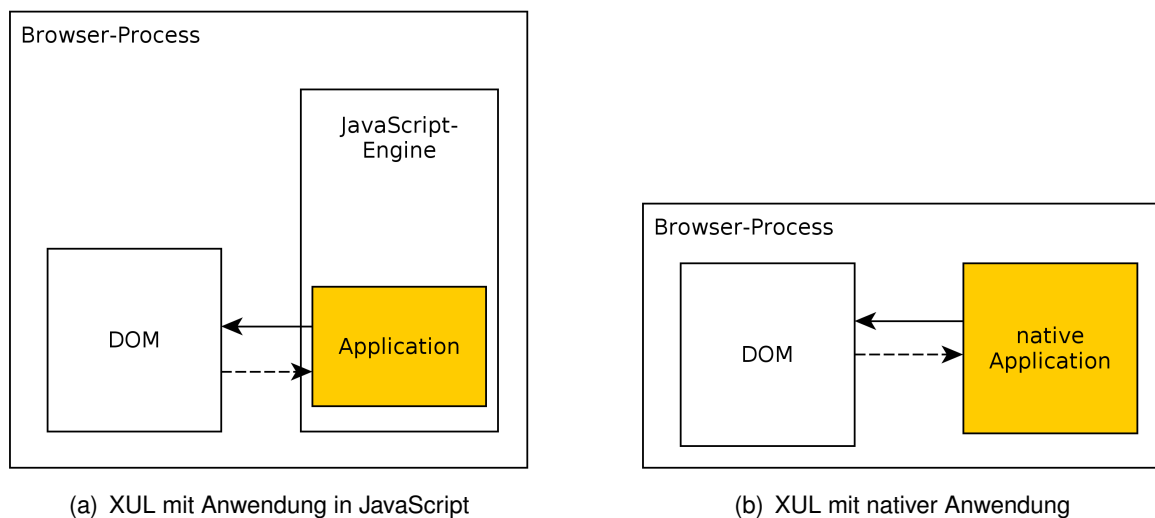 Browser-Process
JavaScript-
Engine
DOM
Application
(a) XUL mit Anwendung in JavaScript
Browser-Process
DOM
native
Application
(b) XUL mit nativer Anwendung